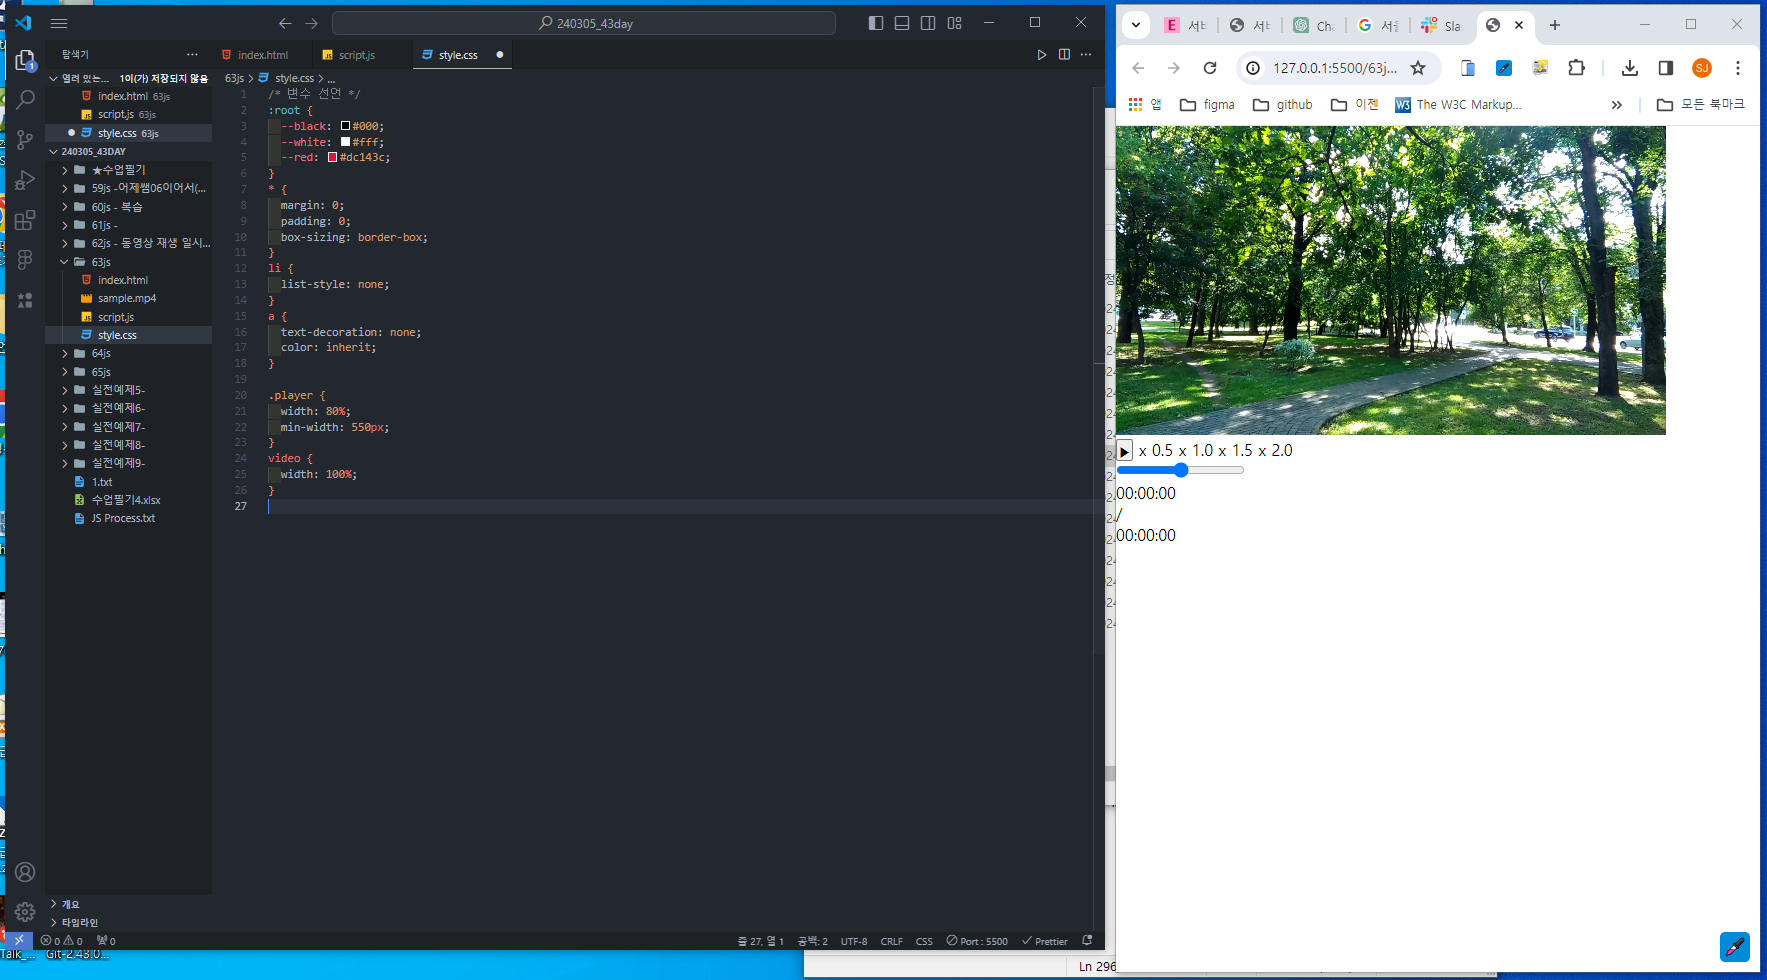 240305_43day
탐색기
index.html
script.js
style.css
열려 있는... 1이(가) 저장되지 않음
index.html 63js
script.js 63js
style.css 63js
240305_43DAY
★수업필기
59js -어제쌤06이어서(...
60js - 복습
61js -
62js - 동영상 재생 일시...
63js
index.html
sample.mp4
script.js
style.css
64js
65js
실전예제5-
실전예제6-
실전예제7-
실전예제8-
실전예제9-
1.txt
수업필기4.xlsx
JS Process.txt
개요
타임라인
63js > style.css > ...
1 /* 변수 선언 */
2 :root {
3 --black: #000;
4 --white: #fff;
5 --red: #dc143c;
6 }
7 * {
8 margin: 0;
9 padding: 0;
10 box-sizing: border-box;
11 }
12 li {
13 list-style: none;
14 }
15 a {
16 text-decoration: none;
17 color: inherit;
18 }
19
20 .player {
21 width: 80%;
22 min-width: 550px;
23 }
24 video {
25 width: 100%;
26 }
27
0 0 0
줄 27, 열 1 공백: 2 UTF-8 CRLF CSS Port : 5500 Prettier
Git-2.43.0...
Ln 296
Sla
127.0.0.1:5500/63j...
SJ
앱 figma github 이젠 W3 The W3C Markup... » 모든 북마크
x 0.5 x 1.0 x 1.5 x 2.0
00:00:00
/
00:00:00